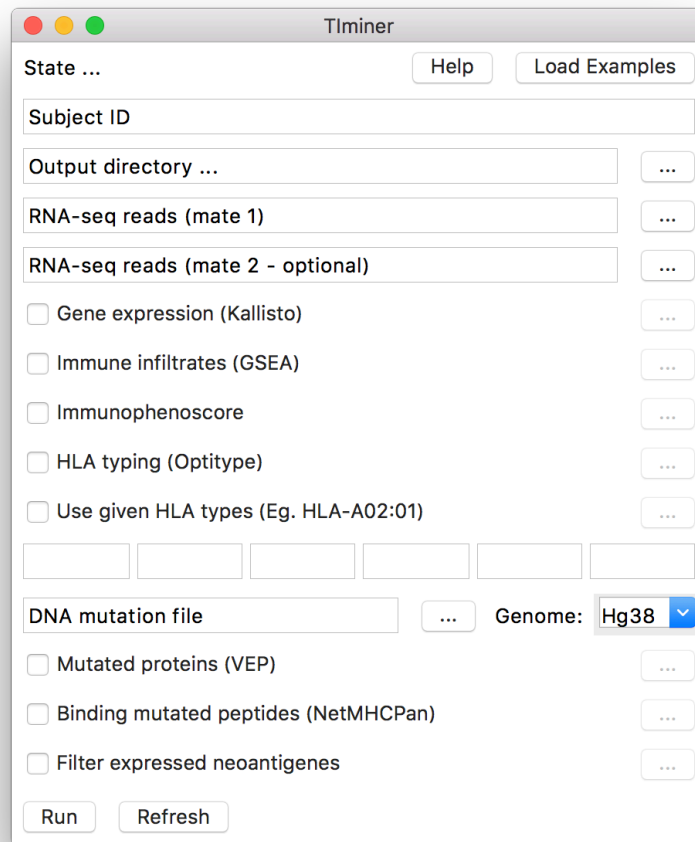 TIminer
State ... Help Load Examples
Subject ID
Output directory ... ...
RNA-seq reads (mate 1) ...
RNA-seq reads (mate 2 - optional) ...
Gene expression (Kallisto) ...
Immune infiltrates (GSEA) ...
Immunophenoscore ...
HLA typing (Optitype) ...
Use given HLA types (Eg. HLA-A02:01) ...
DNA mutation file ... Genome: Hg38
Mutated proteins (VEP) ...
Binding mutated peptides (NetMHCPan) ...
Filter expressed neoantigenes ...
Run Refresh